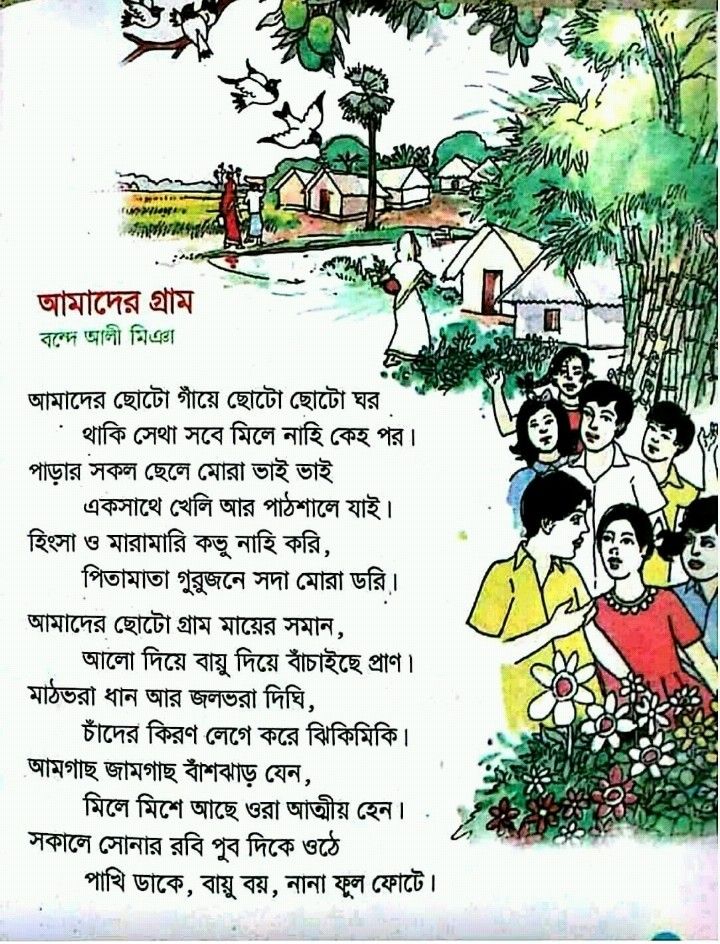 আমাদের গ্রাম
বন্দে আলী মিঞা
আমাদের ছোটো গাঁয়ে ছোটো ছোটো ঘর
থাকি সেথা সবে মিলে নাহি কেহ পর।
পাড়ার সকল ছেলে মোরা ভাই ভাই
একসাথে খেলি আর পাঠশালে যাই।
হিংসা ও মারামারি কভু নাহি করি,
পিতামাতা গুরুজনে সদা মোরা ডরি।
আমাদের ছোটো গ্রাম মায়ের সমান,
আলো দিয়ে বায়ু দিয়ে বাঁচাইছে প্রাণ।
মাঠভরা ধান আর জলভরা দিঘি,
চাঁদের কিরণ লেগে করে ঝিকিমিকি।
আমগাছ জামগাছ বাঁশঝাড় যেন,
মিলে মিশে আছে ওরা আত্মীয় হেন।
সকালে সোনার রবি পুব দিকে ওঠে
পাখি ডাকে, বায়ু বয়, নানা ফুল ফোটে।